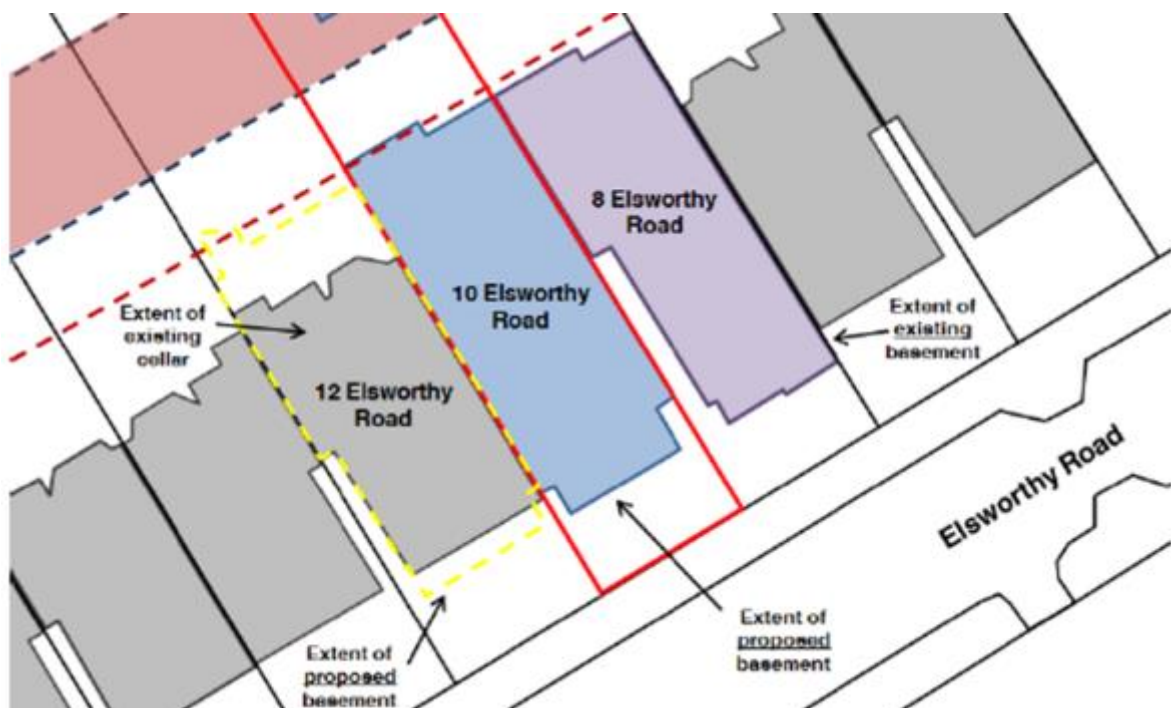 8 Elsworthy
Road
10 Elsworthy
Road
Extent of
existing
cellar
Extent of
existing
basement
12 Elsworthy
Road
Elsworthy Road
Extent of
proposed
basement
Extent of
proposed
basement